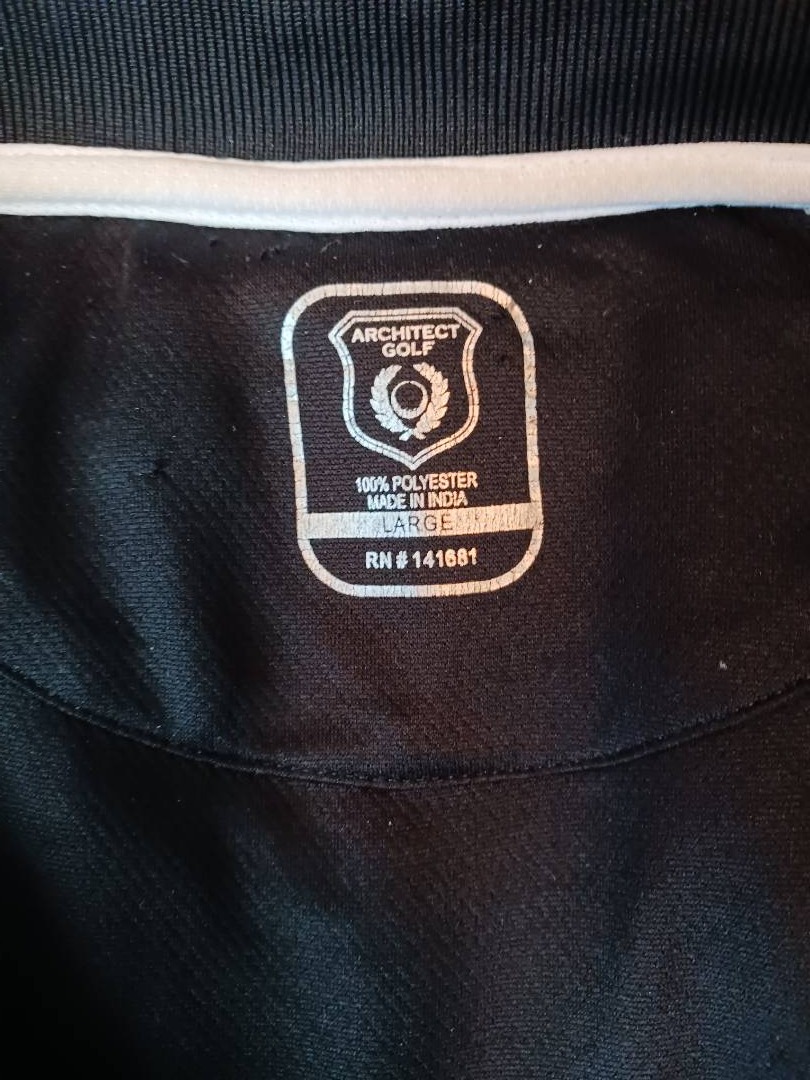 ARCHITECT
GOLF
100% POLYESTER
MADE IN INDIA
LARGE
RN # 141681